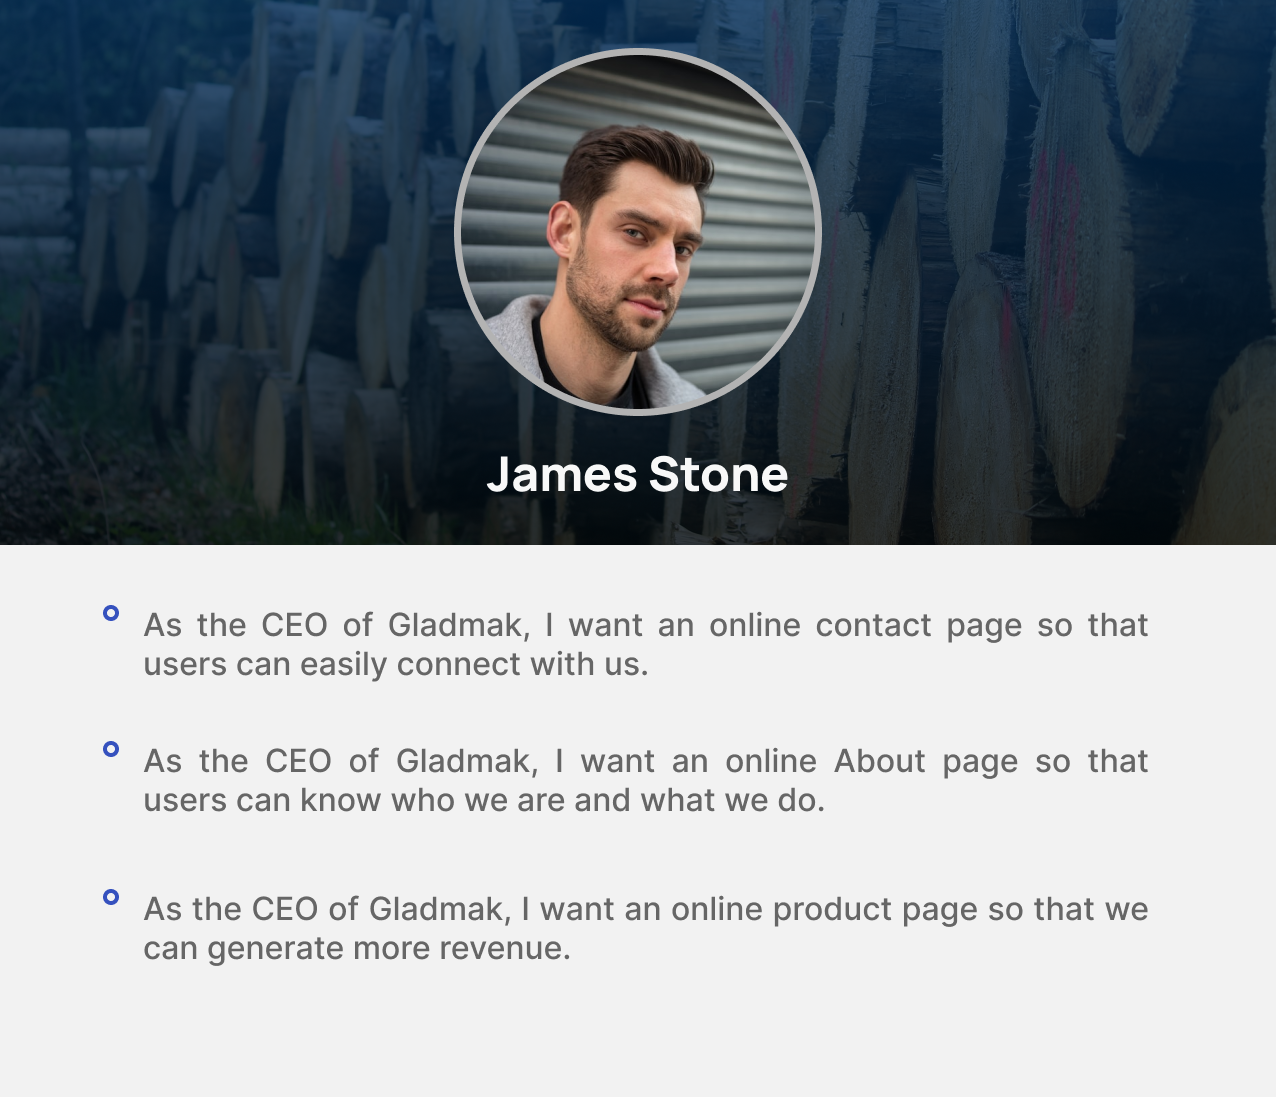 James Stone
As the CEO of Gladmak, I want an online contact page so that
users can easily connect with us.
As the CEO of Gladmak, I want an online About page so that
users can know who we are and what we do.
As the CEO of Gladmak, I want an online product page so that we
can generate more revenue.